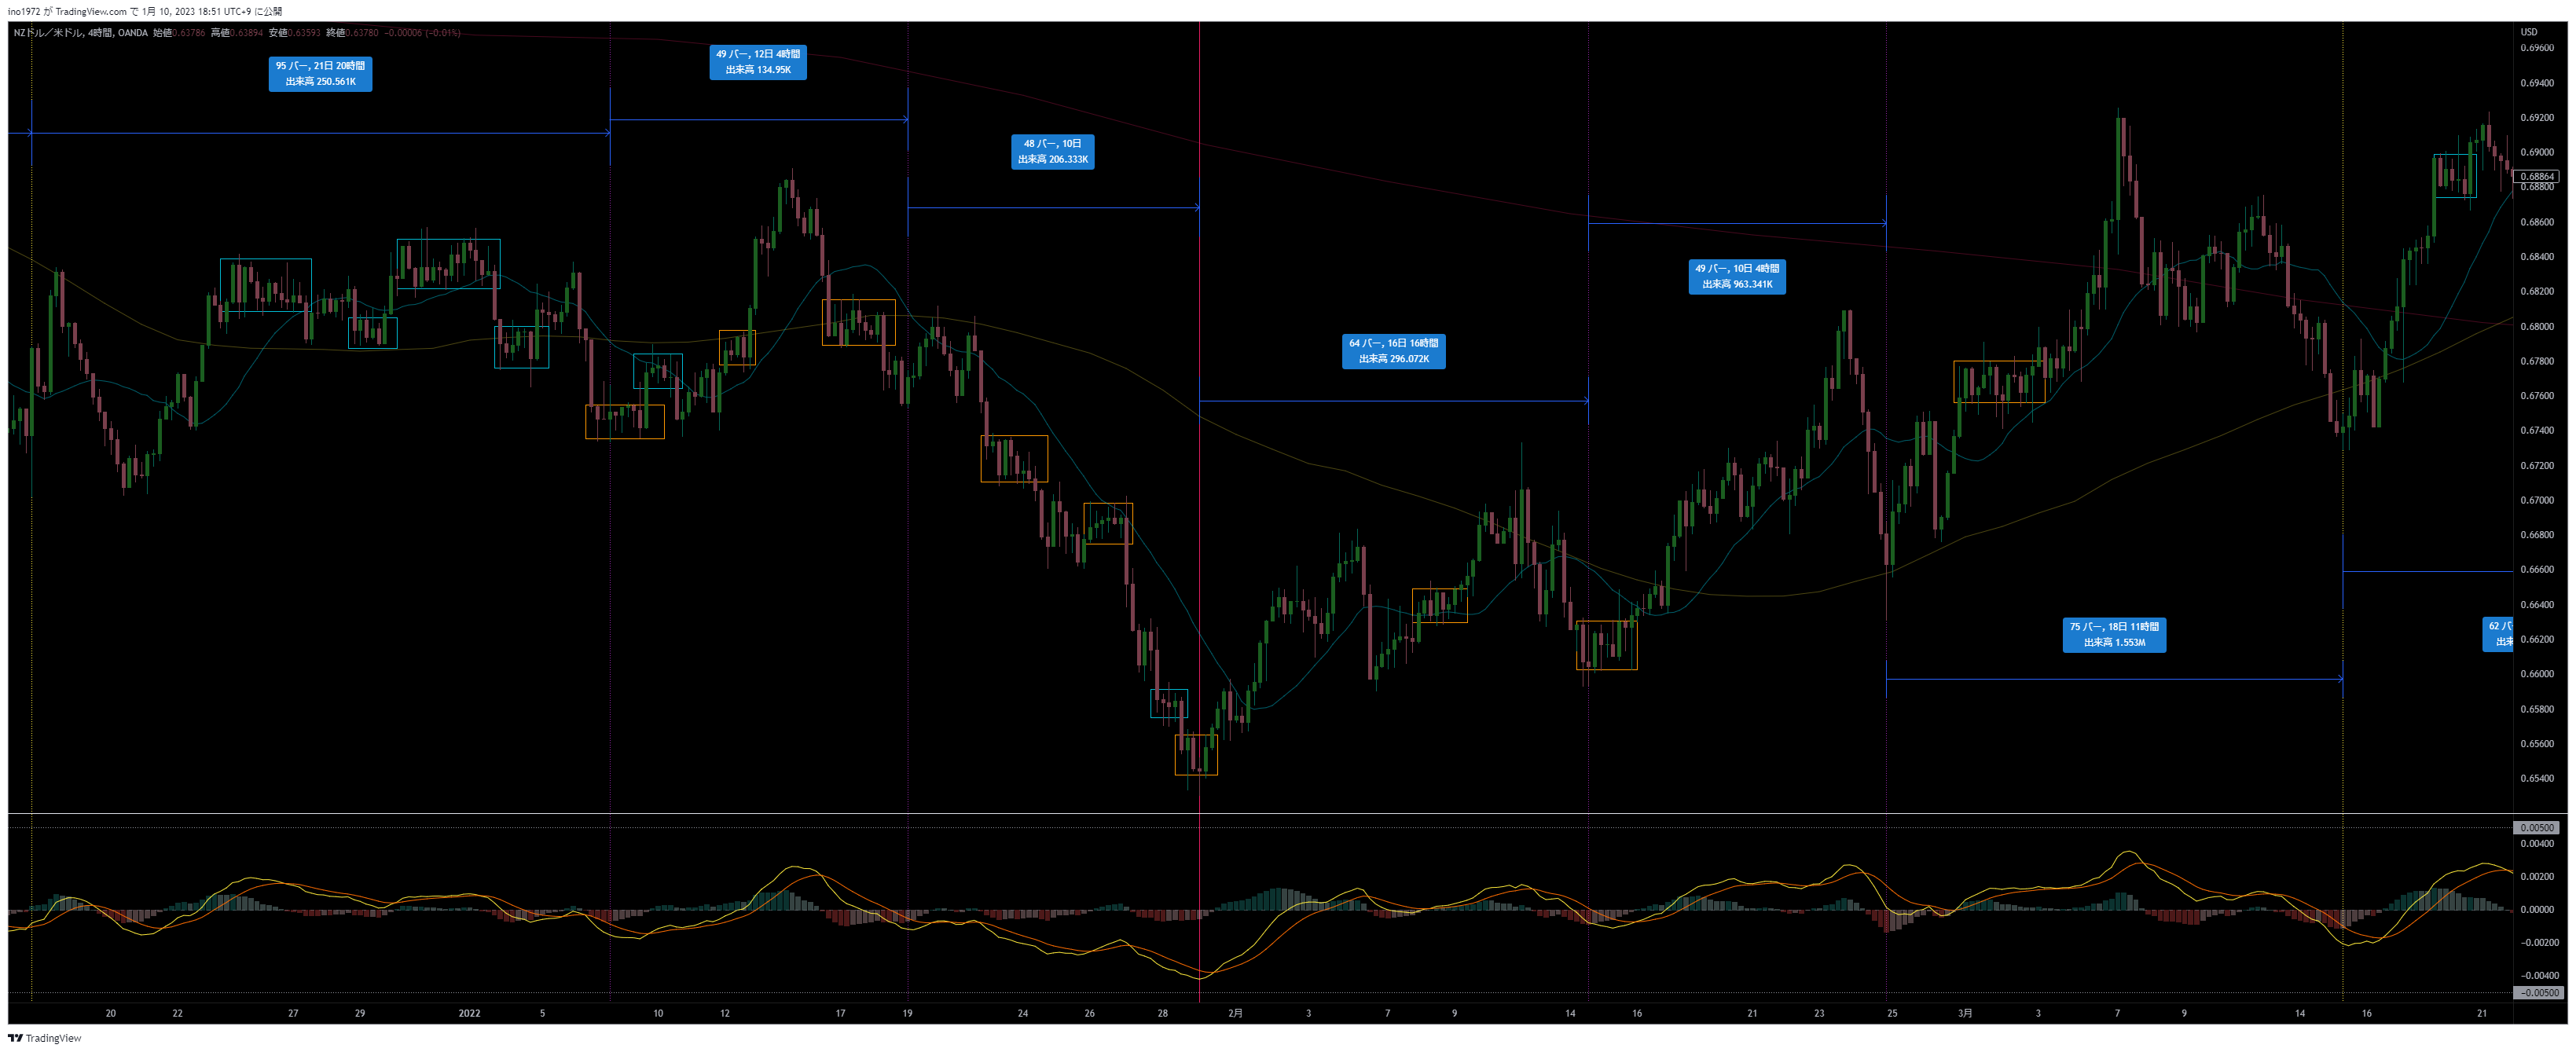 ino1972 が TradingView.com で 1月 10, 2023 18:51 UTC+9 に公開
NZドル／米ドル, 4時間, OANDA 始値0.63786 高値0.63894 安値0.63593 終値0.63780 −0.00006 (−0.01%)
USD
95 バー, 21日 20時間
出来高 250.561K
49 バー, 12日 4時間
出来高 134.95K
48 バー, 10日
出来高 206.333K
64 バー, 16日 16時間
出来高 296.072K
49 バー, 10日 4時間
出来高 963.341K
75 バー, 18日 11時間
出来高 1.553M
62 バ
出来
0.69600
0.69400
0.69200
0.69000
0.68864
0.68800
0.68600
0.68400
0.68200
0.68000
0.67800
0.67600
0.67400
0.67200
0.67000
0.66800
0.66600
0.66400
0.66200
0.66000
0.65800
0.65600
0.65400
0.00500
0.00400
0.00200
0.00000
−0.00200
−0.00400
−0.00500
20 22 27 29 2022 5 10 12 17 19 24 26 28 2月 3 7 9 14 16 21 23 25 3月 3 7 9 14 16 21
TradingView